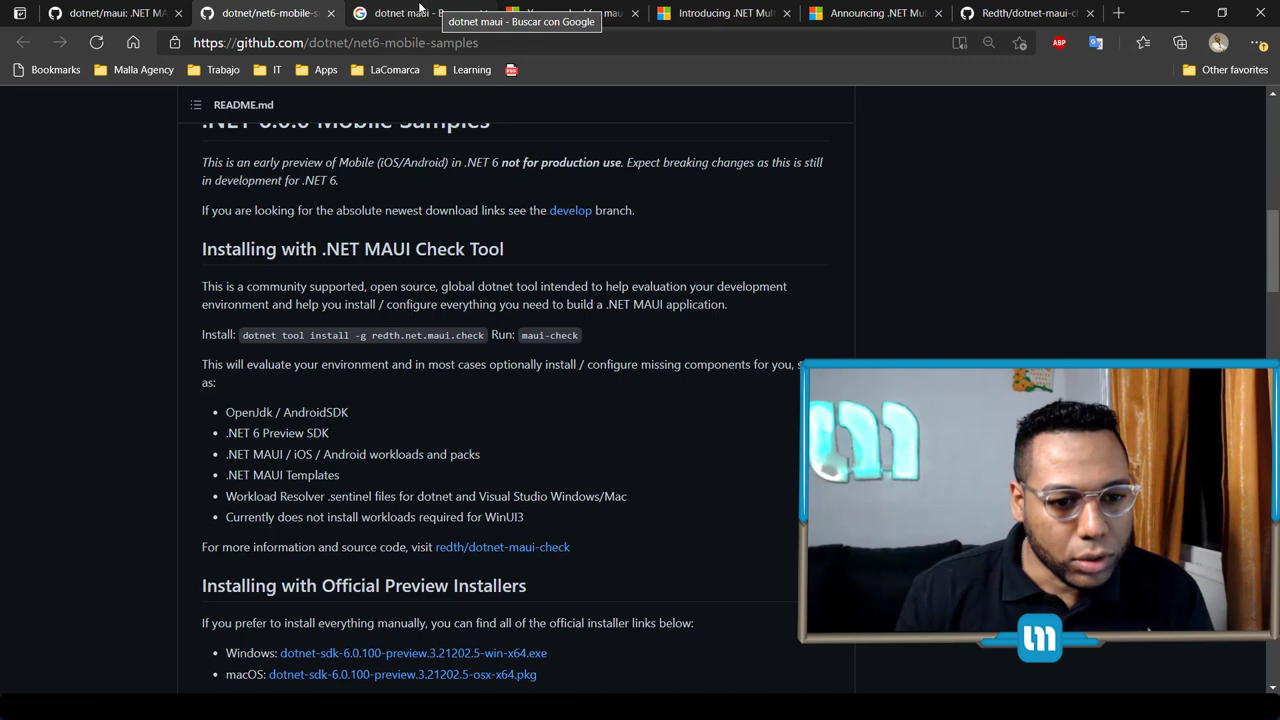 dotnet/maui: .NET MA
dotnet/net6-mobile-s
dotnet maui - B
Introducing .NET Mult
Announcing .NET Mul
Redth/dotnet-maui-c
dotnet maui - Buscar con Google
https://github.com/dotnet/net6-mobile-samples
ABP
Bookmarks
Malla Agency
Trabajo
IT
Apps
LaComarca
Learning
Other favorites
README.md
.NET 6.0.0 Mobile Samples
This is an early preview of Mobile (iOS/Android) in .NET 6 not for production use. Expect breaking changes as this is still
in development for .NET 6.
If you are looking for the absolute newest download links see the develop branch.
Installing with .NET MAUI Check Tool
This is a community supported, open source, global dotnet tool intended to help evaluation your development
environment and help you install / configure everything you need to build a .NET MAUI application.
Install: dotnet tool install -g redth.net.maui.check Run: maui-check
This will evaluate your environment and in most cases optionally install / configure missing components for you, s
as:
• OpenJdk / AndroidSDK
• .NET 6 Preview SDK
• .NET MAUI / iOS / Android workloads and packs
• .NET MAUI Templates
• Workload Resolver .sentinel files for dotnet and Visual Studio Windows/Mac
• Currently does not install workloads required for WinUI3
For more information and source code, visit redth/dotnet-maui-check
Installing with Official Preview Installers
If you prefer to install everything manually, you can find all of the official installer links below:
• Windows: dotnet-sdk-6.0.100-preview.3.21202.5-win-x64.exe
• macOS: dotnet-sdk-6.0.100-preview.3.21202.5-osx-x64.pkg